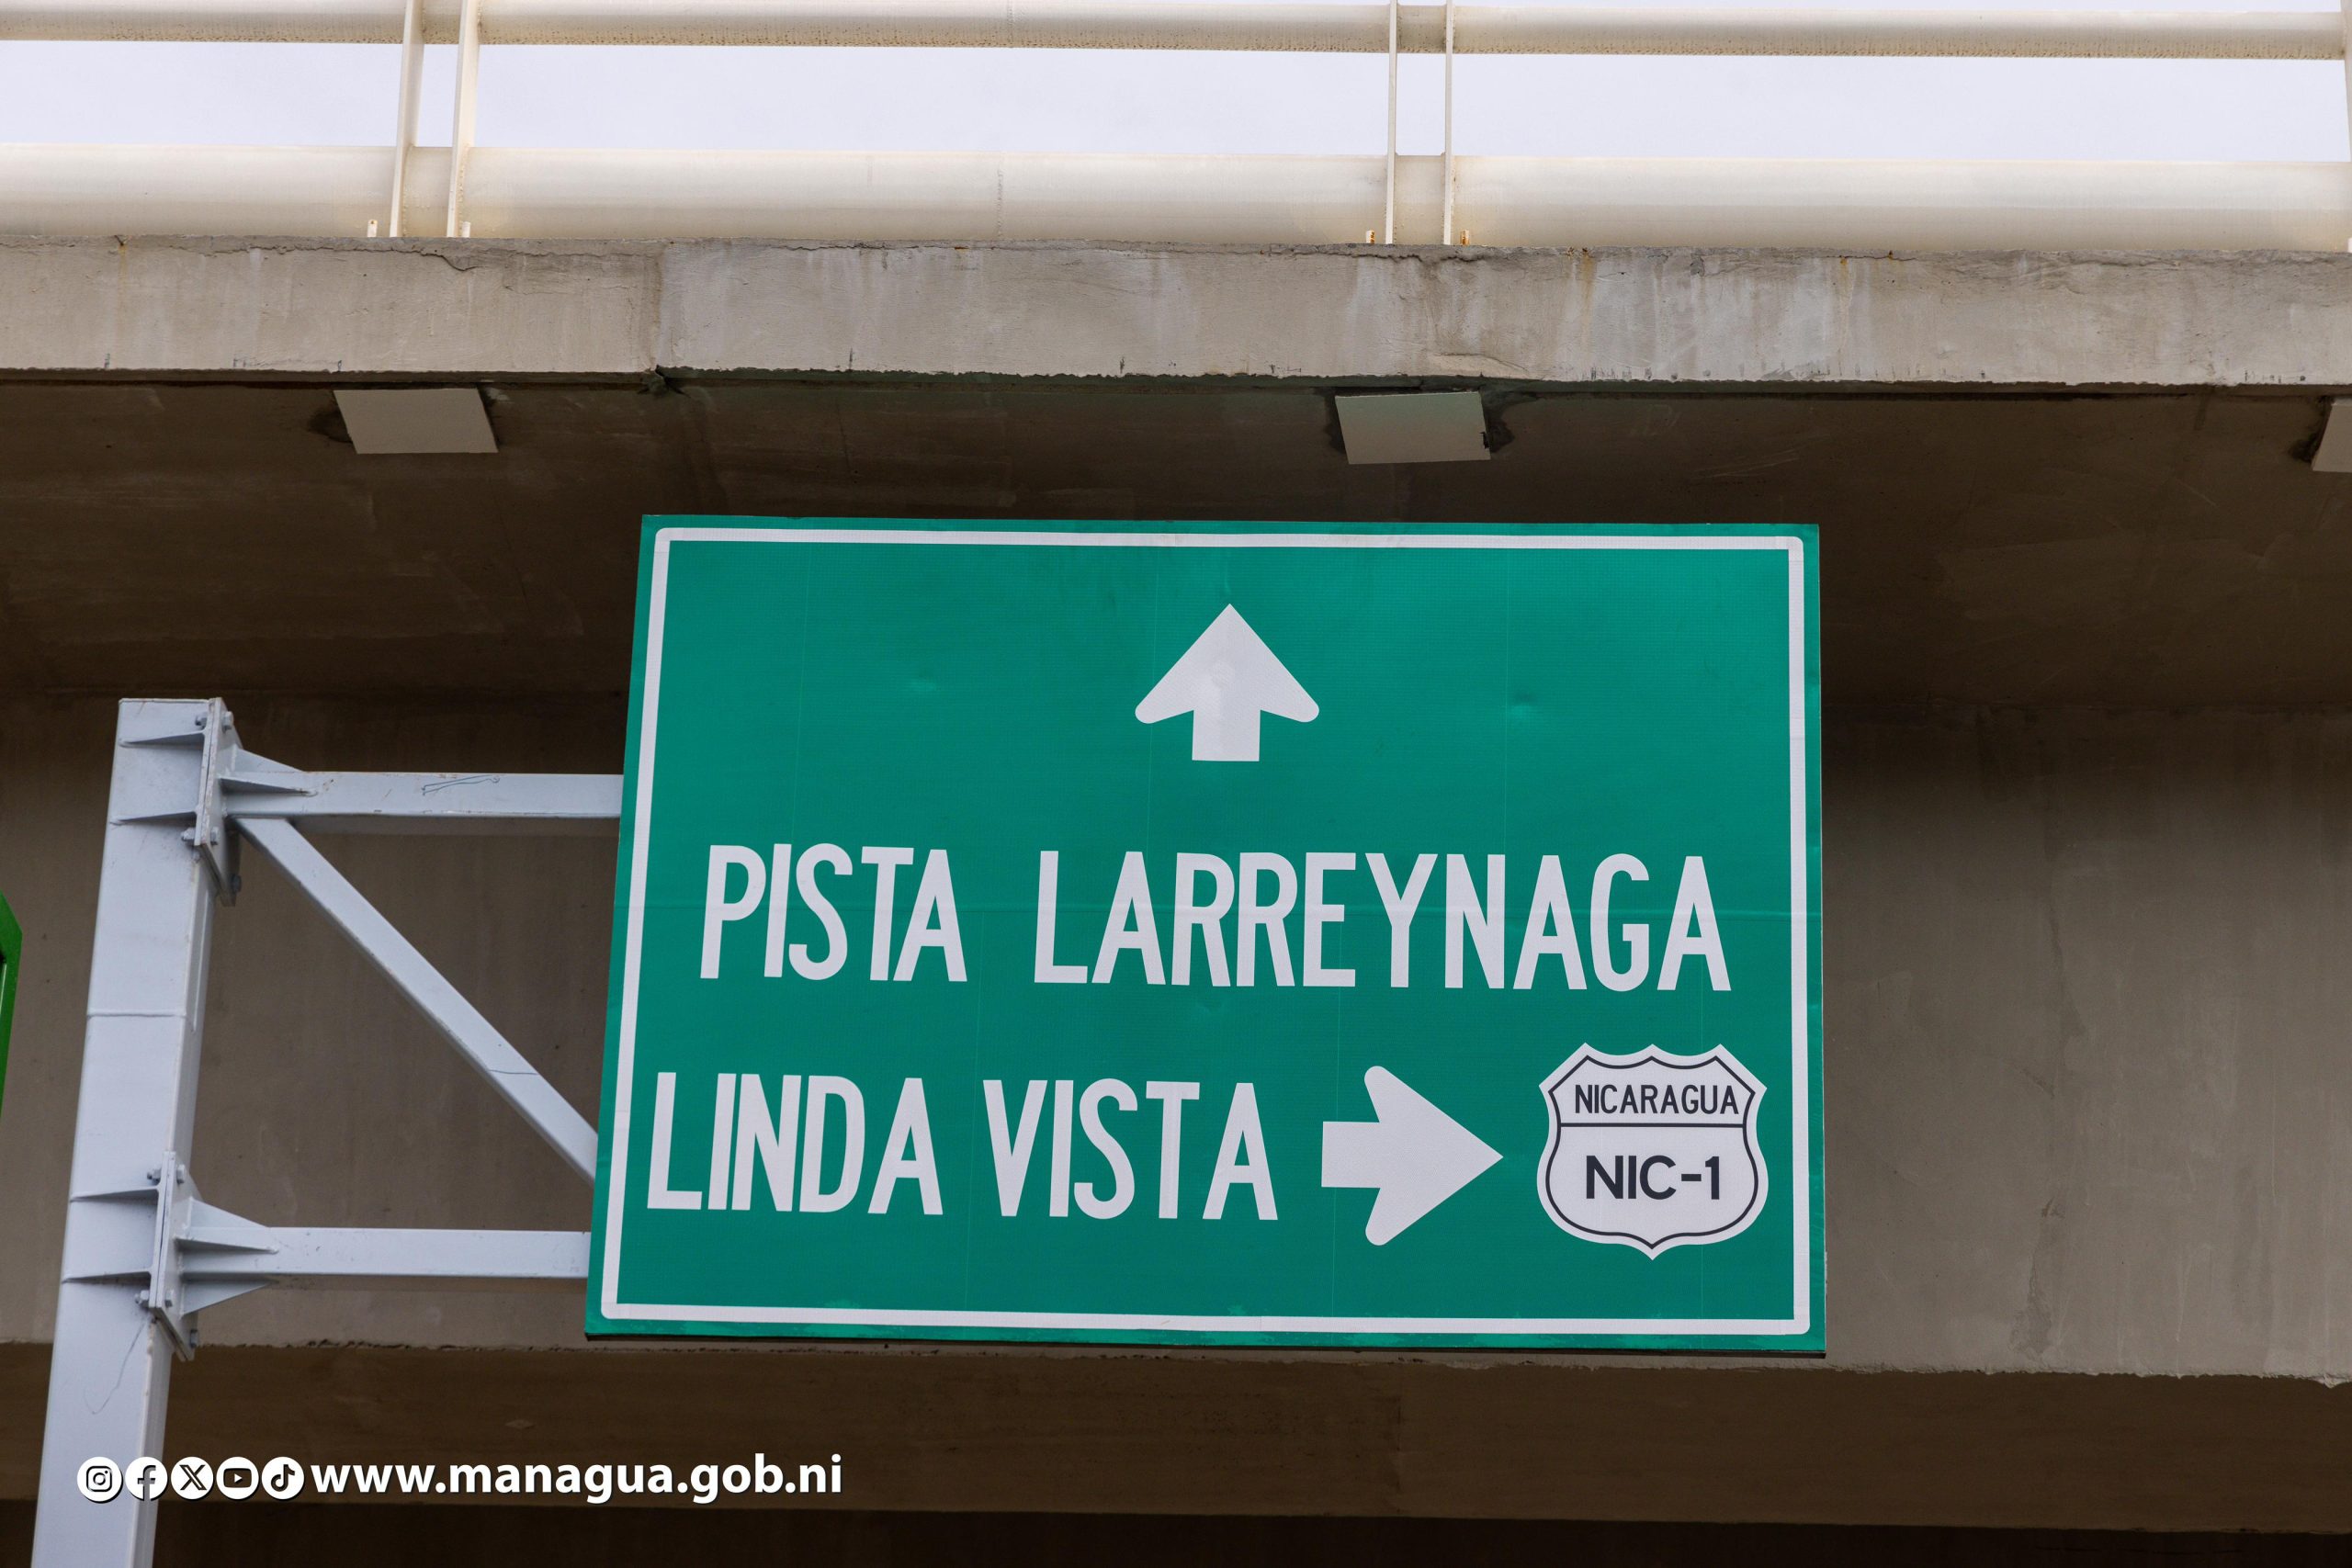 PISTA LARREYNAGA
LINDA VISTA
NICARAGUA
NIC-1
www.managua.gob.ni